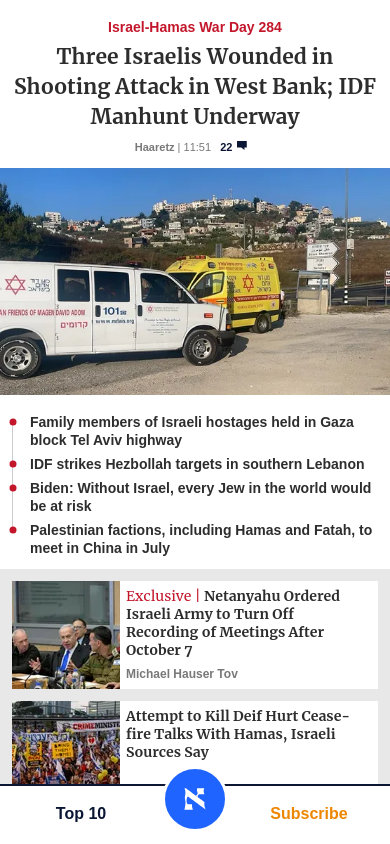 Israel-Hamas War Day 284
Three Israelis Wounded in
Shooting Attack in West Bank; IDF
Manhunt Underway
Haaretz | 11:51 22
AN FRIENDS OF MAGEN DAVID ADOM
קדומים
101
www.mdais.org
Family members of Israeli hostages held in Gaza
block Tel Aviv highway
IDF strikes Hezbollah targets in southern Lebanon
Biden: Without Israel, every Jew in the world would
be at risk
Palestinian factions, including Hamas and Fatah, to
meet in China in July
Exclusive | Netanyahu Ordered
Israeli Army to Turn Off
Recording of Meetings After
October 7
Michael Hauser Tov
Attempt to Kill Deif Hurt Cease-
fire Talks With Hamas, Israeli
Sources Say
Top 10
Subscribe